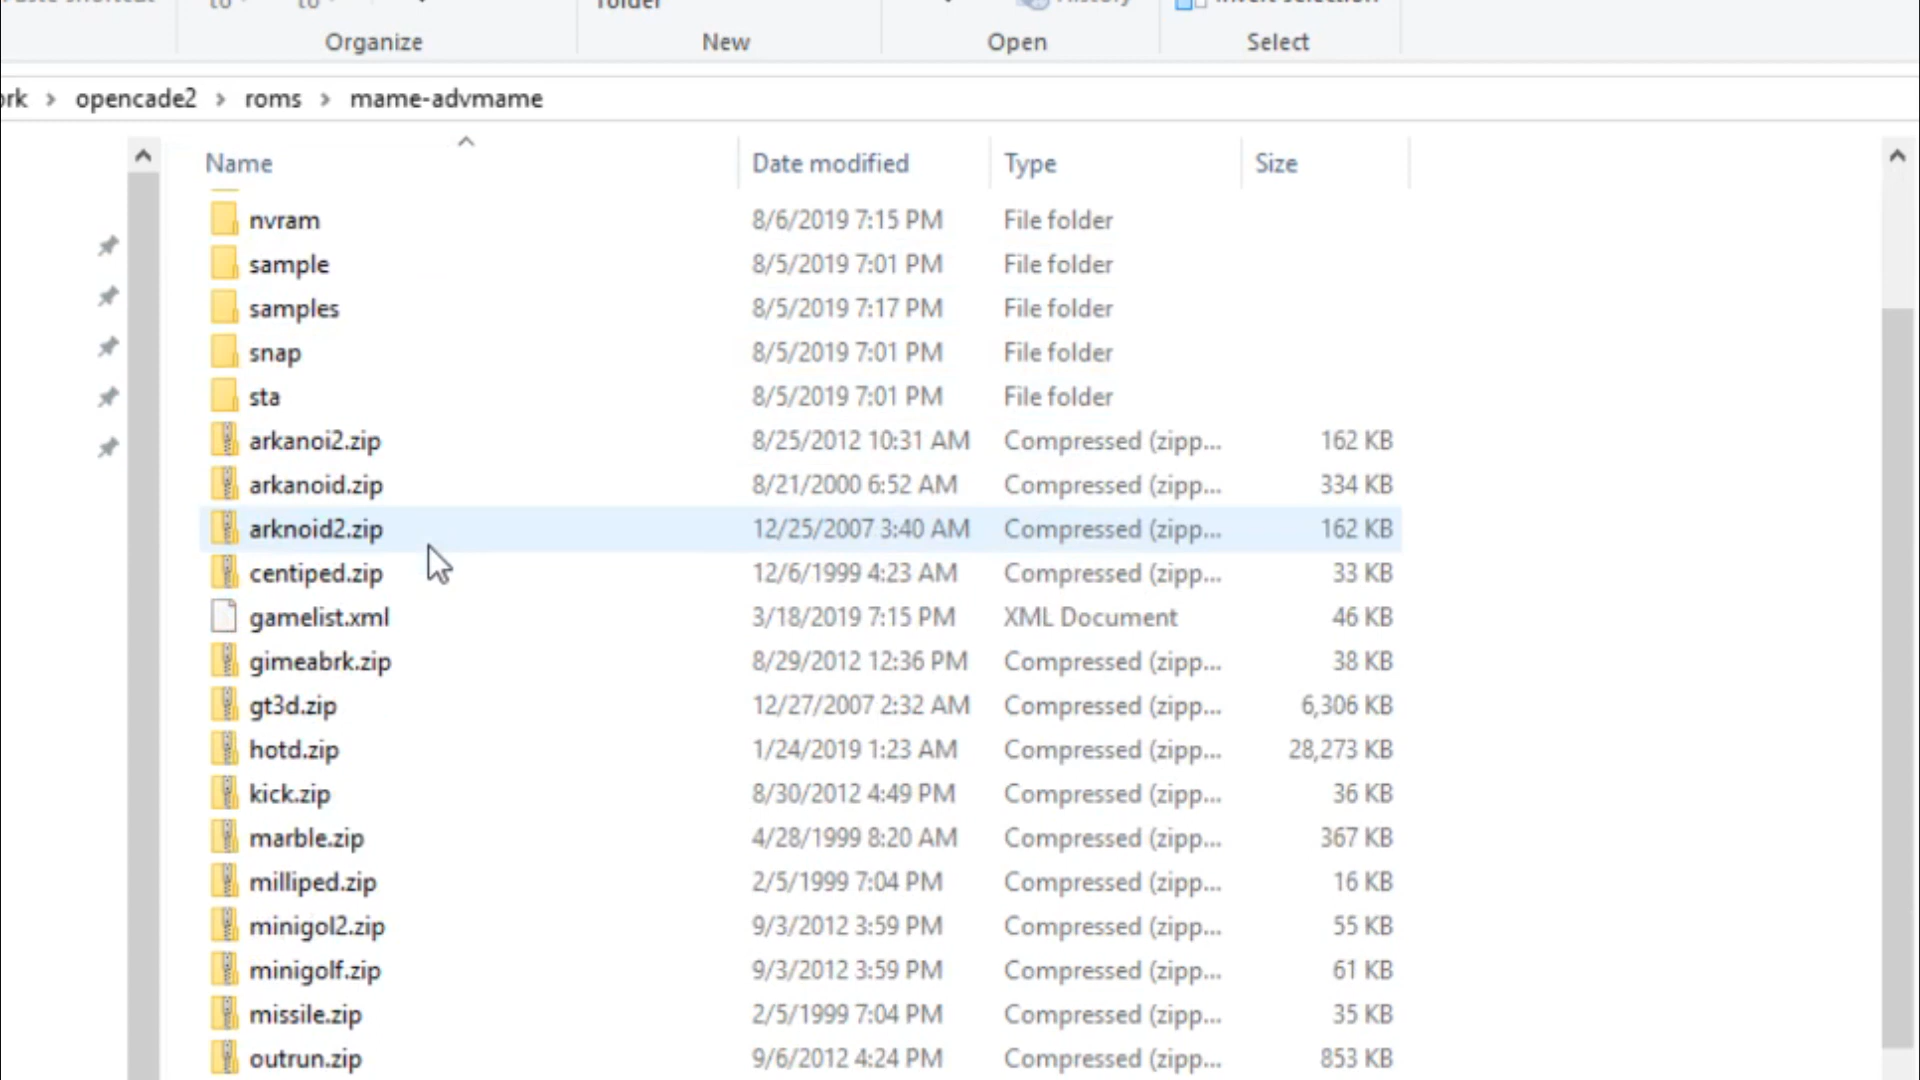 Organize New Open Select
opencade2 > roms > mame-advmame
Name Date modified Type Size
nvram 8/6/2019 7:15 PM File folder
sample 8/5/2019 7:01 PM File folder
samples 8/5/2019 7:17 PM File folder
snap 8/5/2019 7:01 PM File folder
sta 8/5/2019 7:01 PM File folder
arkanoi2.zip 8/25/2012 10:31 AM Compressed (zipp... 162 KB
arkanoid.zip 8/21/2000 6:52 AM Compressed (zipp... 334 KB
arknoid2.zip 12/25/2007 3:40 AM Compressed (zipp... 162 KB
centiped.zip 12/6/1999 4:23 AM Compressed (zipp... 33 KB
gamelist.xml 3/18/2019 7:15 PM XML Document 46 KB
gimeabrk.zip 8/29/2012 12:36 PM Compressed (zipp... 38 KB
gt3d.zip 12/27/2007 2:32 AM Compressed (zipp... 6,306 KB
hotd.zip 1/24/2019 1:23 AM Compressed (zipp... 28,273 KB
kick.zip 8/30/2012 4:49 PM Compressed (zipp... 36 KB
marble.zip 4/28/1999 8:20 AM Compressed (zipp... 367 KB
milliped.zip 2/5/1999 7:04 PM Compressed (zipp... 16 KB
minigol2.zip 9/3/2012 3:59 PM Compressed (zipp... 55 KB
minigolf.zip 9/3/2012 3:59 PM Compressed (zipp... 61 KB
missile.zip 2/5/1999 7:04 PM Compressed (zipp... 35 KB
outrun.zip 9/6/2012 4:24 PM Compressed (zipp... 853 KB